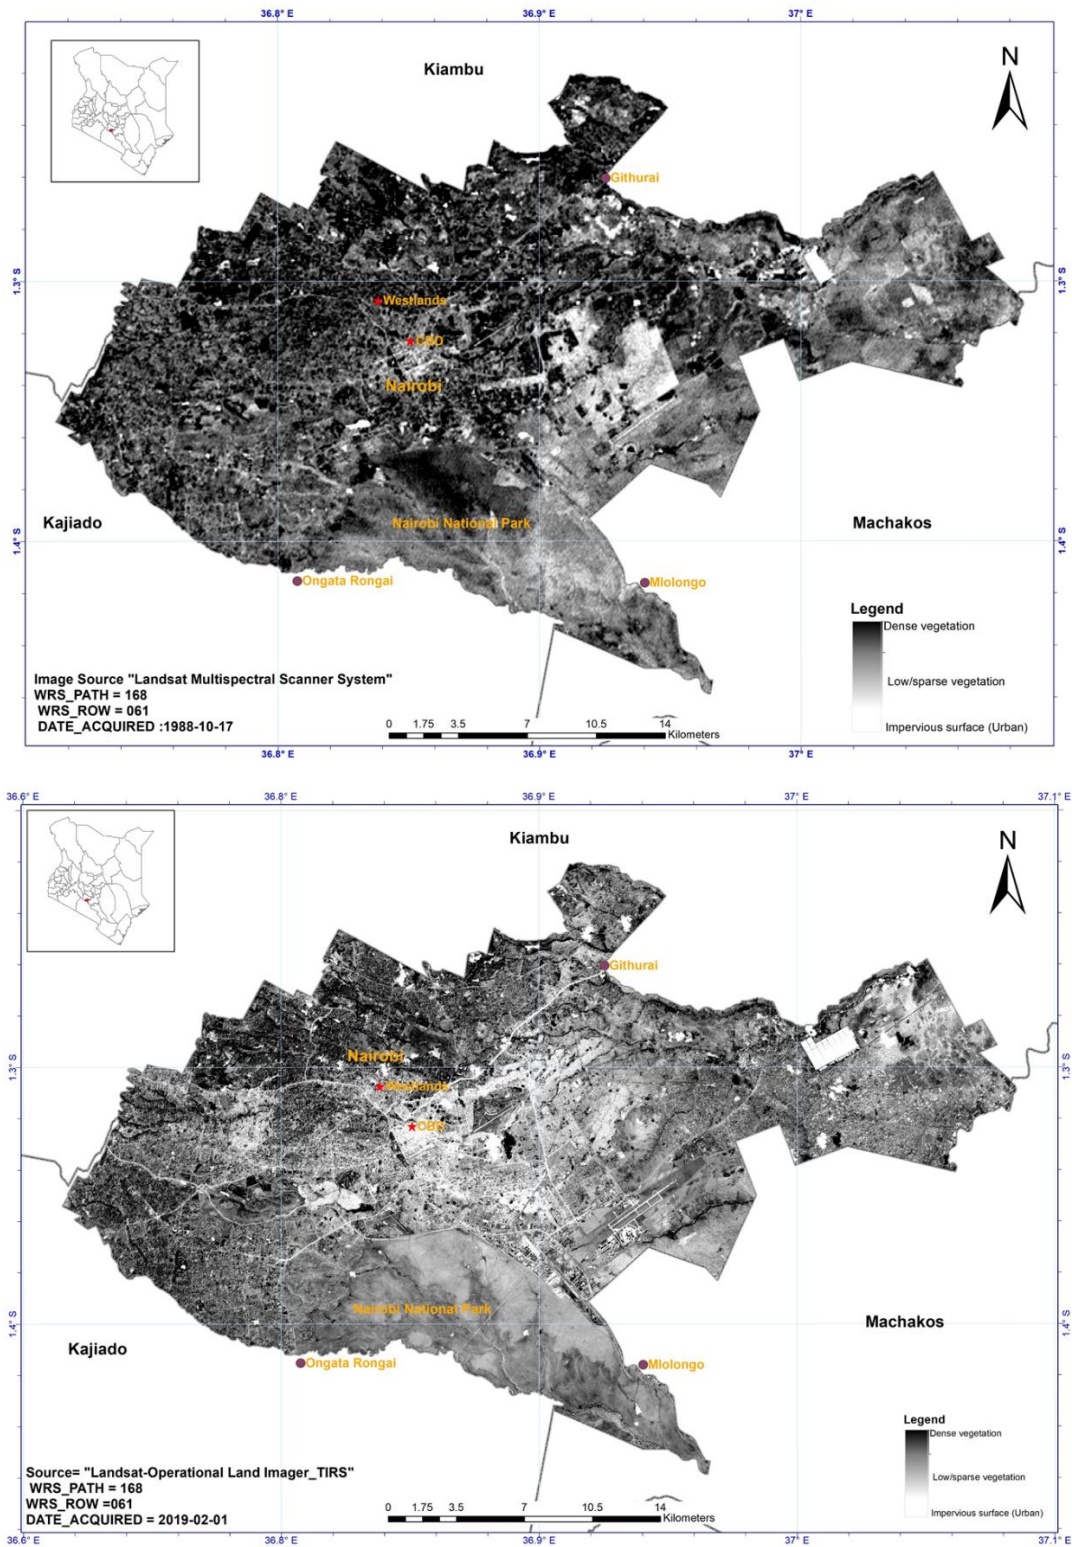 36.8° E 36.9° E 37° E
Kiambu
N
Githurai
1.3° S 1.3° S
Westlands
CBD
Nairobi
Kajiado Nairobi National Park Machakos
1.4° S 1.4° S
Ongata Rongai Mlolongo
Legend
Dense vegetation
Low/sparse vegetation
Impervious surface (Urban)
Image Source "Landsat Multispectral Scanner System"
WRS_PATH = 168
WRS_ROW = 061
DATE_ACQUIRED :1988-10-17
0 1.75 3.5 7 10.5 14
Kilometers
36.8° E 36.9° E 37° E
36.6° E 36.8° E 36.9° E 37° E 37.1° E
Kiambu
N
Githurai
Nairobi
1.3° S 1.3° S
Westlands
CBD
Nairobi National Park
1.4° S 1.4° S
Machakos
Kajiado
Ongata Rongai Mlolongo
Legend
Dense vegetation
Low/sparse vegetation
Impervious surface (Urban)
Source= "Landsat-Operational Land Imager_TIRS"
WRS_PATH = 168
WRS_ROW =061
DATE_ACQUIRED = 2019-02-01
0 1.75 3.5 7 10.5 14
Kilometers
36.6° E 36.8° E 36.9° E 37° E 37.1° E